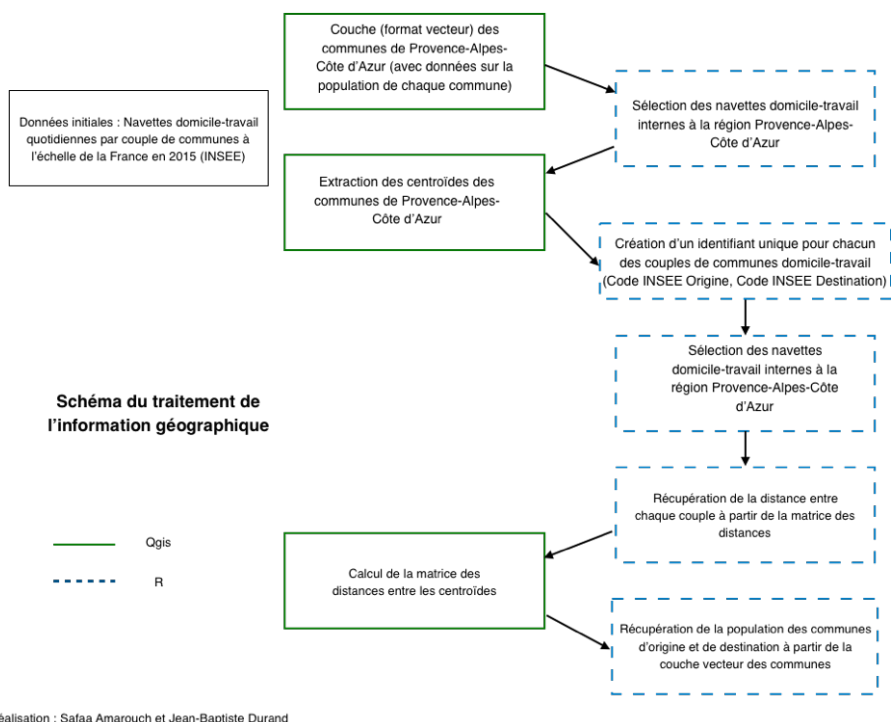 Couche (format vecteur) des
communes de Provence-Alpes-
Côte d'Azur (avec données sur la
population de chaque commune)
Données initiales : Navettes domicile-travail
quotidiennes par couple de communes à
l'échelle de la France en 2015 (INSEE)
Sélection des navettes domicile-travail
internes à la région Provence-Alpes-
Côte d'Azur
Extraction des centroïdes des
communes de Provence-Alpes-
Côte d'Azur
Création d'un identifiant unique pour chacun
des couples de communes domicile-travail
(Code INSEE Origine, Code INSEE Destination)
Sélection des navettes
domicile-travail internes à la
région Provence-Alpes-Côte
d'Azur
Schéma du traitement de
l'information géographique
Récupération de la distance entre
chaque couple à partir de la matrice des
distances
Qgis
R
Calcul de la matrice des
distances entre les centroïdes
Récupération de la population des communes
d'origine et de destination à partir de la
couche vecteur des communes
éalisation : Safaa Amarouch et Jean-Baptiste Durand